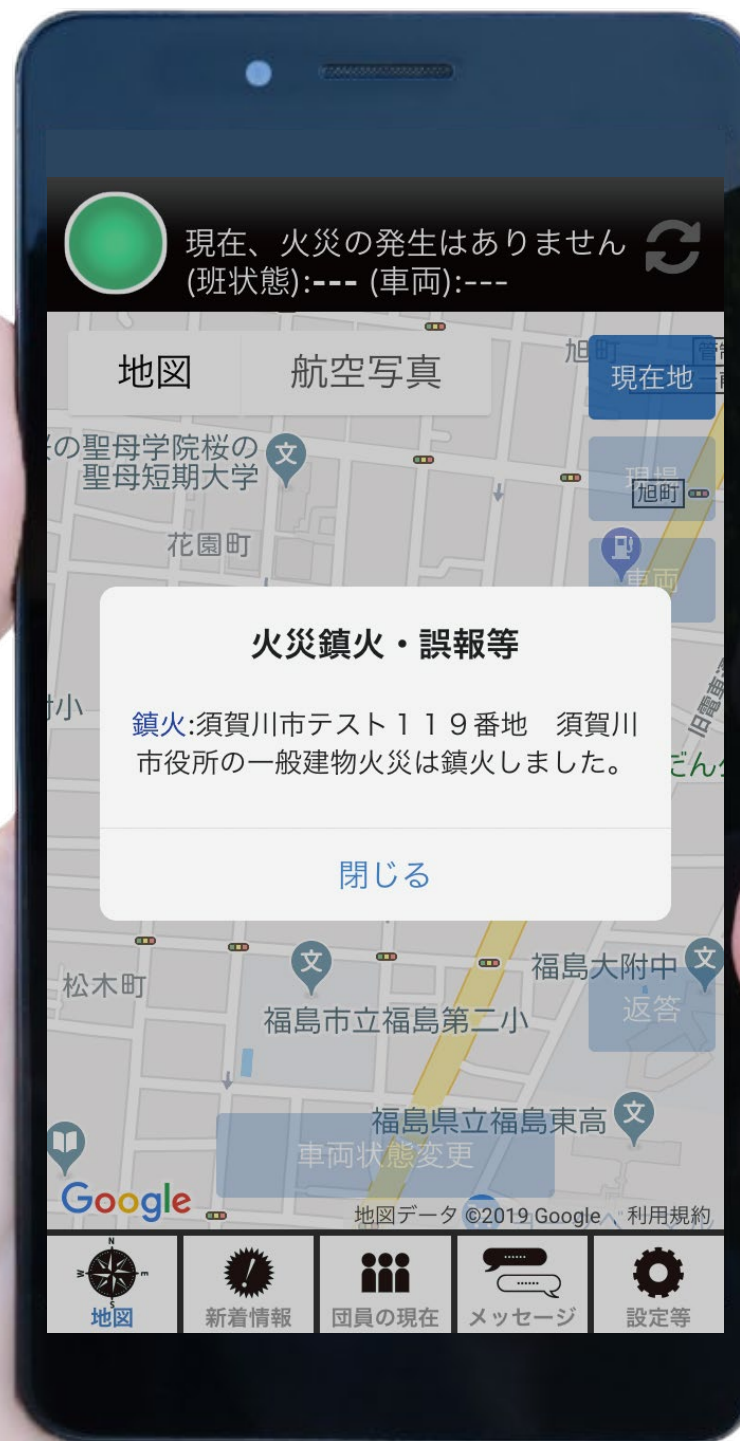 現在、火災の発生はありません
(班状態):--- (車両):---
地図
航空写真
旭町
現在地
の聖母学院桜の
聖母短期大学
現場
旭町
花園町
車両
火災鎮火・誤報等
旧電車通
鎮火:須賀川市テスト119番地 須賀川
市役所の一般建物火災は鎮火しました。
閉じる
松木町
福島大附中
返答
福島市立福島第二小
福島県立福島東高
車両状態変更
Google
地図データ ©2019 Google
利用規約
N
S
地図
新着情報
団員の現在
メッセージ
設定等